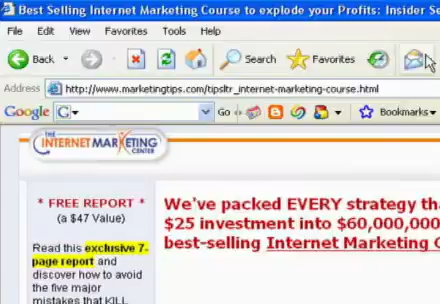 Best Selling Internet Marketing Course to explode your Profits: Insider Se
File Edit View Favorites Tools Help
Back Search Favorites
Address http://www.marketingtips.com/tipsltr_internet-marketing-course.html
Google G Go Bookmarks
THE
INTERNET MARKETING
CENTER
* FREE REPORT *
(a $47 Value)
Read this exclusive 7-
page report and
discover how to avoid
the five major
mistakes that KILL
We've packed EVERY strategy tha
$25 investment into $60,000,000
best-selling Internet Marketing C